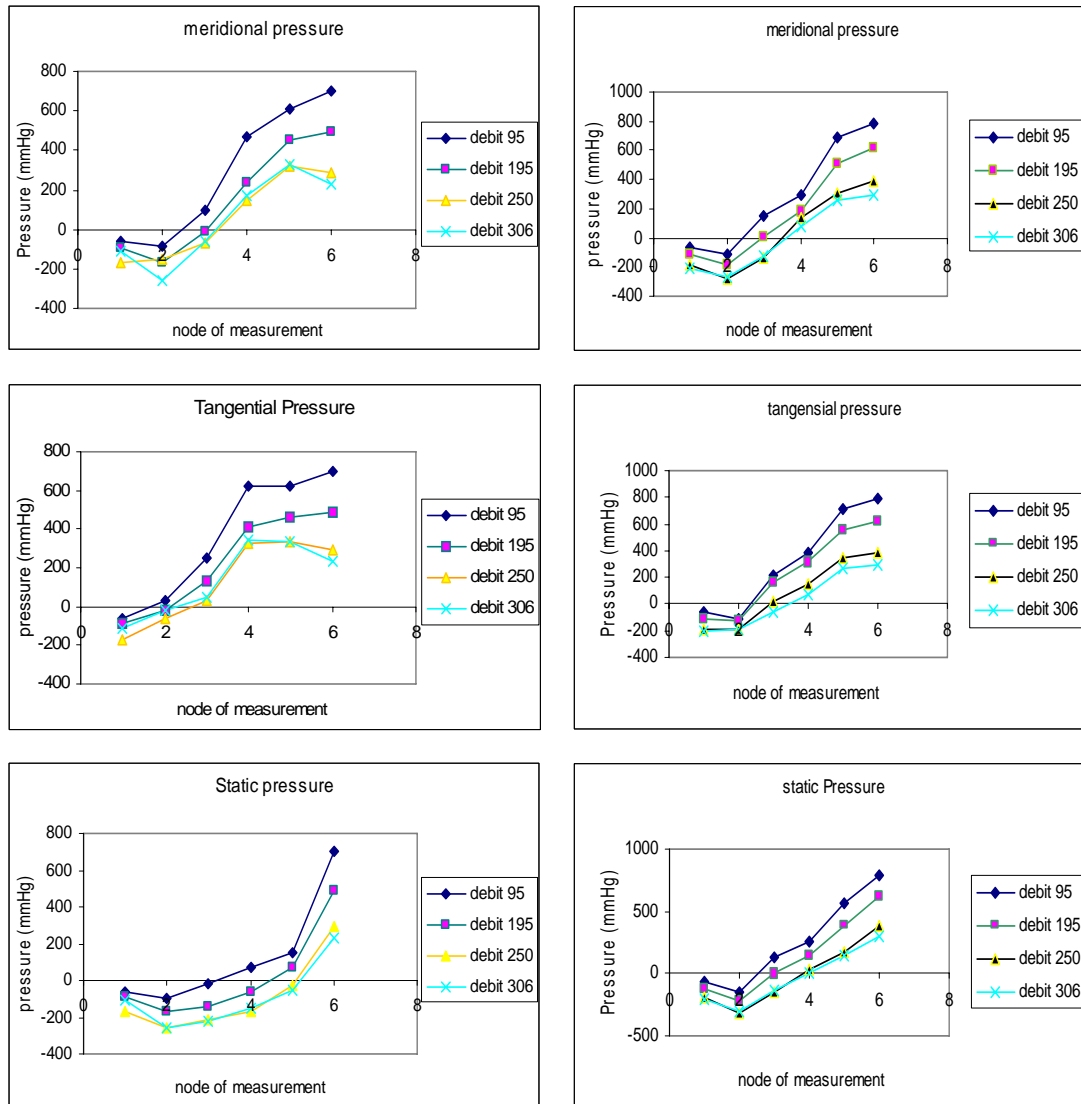 meridional pressure
Pressure (mmHg)
800
600
400
200
0
-200
-400
0
2
4
6
8
node of measurement
debit 95
debit 195
debit 250
debit 306
meridional pressure
pressure (mmHg)
1000
800
600
400
200
0
-200
-400
0
2
4
6
8
node of measurement
debit 95
debit 195
debit 250
debit 306
Tangential Pressure
pressure (mmHg)
800
600
400
200
0
-200
-400
0
2
4
6
8
node of measurement
debit 95
debit 195
debit 250
debit 306
tangensial pressure
Pressure (mmHg)
1000
800
600
400
200
0
-200
-400
0
2
4
6
8
node of measurement
debit 95
debit 195
debit 250
debit 306
Static pressure
pressure (mmHg)
800
600
400
200
0
-200
-400
0
2
4
6
8
node of measurement
debit 95
debit 195
debit 250
debit 306
static Pressure
Pressure (mmHg)
1000
500
0
-500
0
2
4
6
8
node of measurement
debit 95
debit 195
debit 250
debit 306